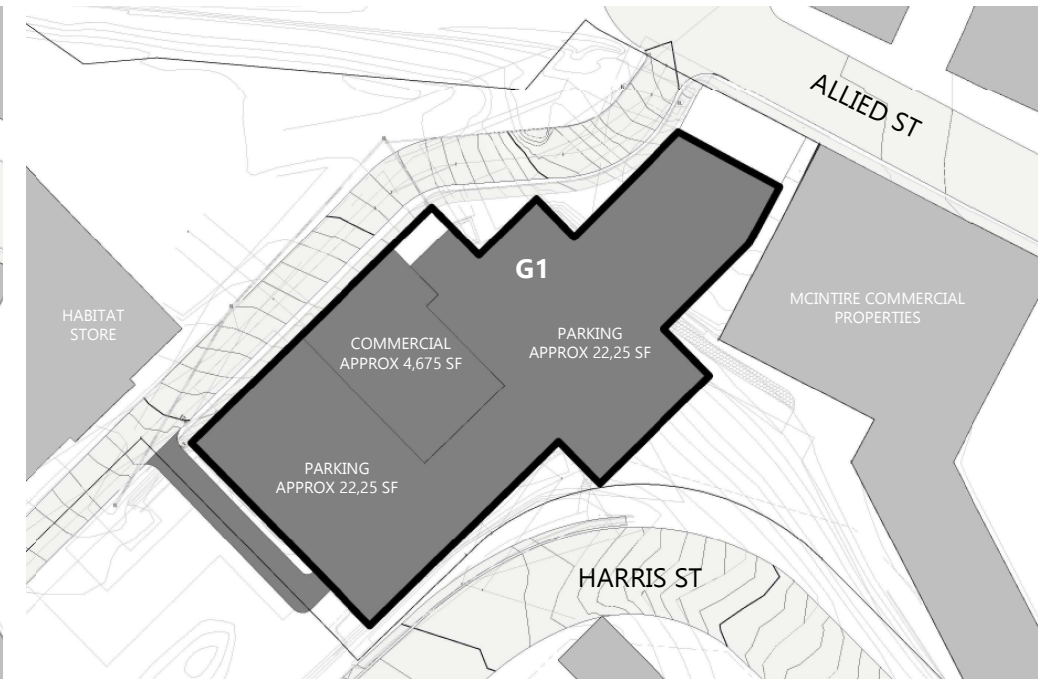 ALLIED ST
G1
HABITAT
STORE
MCINTIRE COMMERCIAL
PROPERTIES
COMMERCIAL
APPROX 4,675 SF
PARKING
APPROX 22,25 SF
PARKING
APPROX 22,25 SF
HARRIS ST